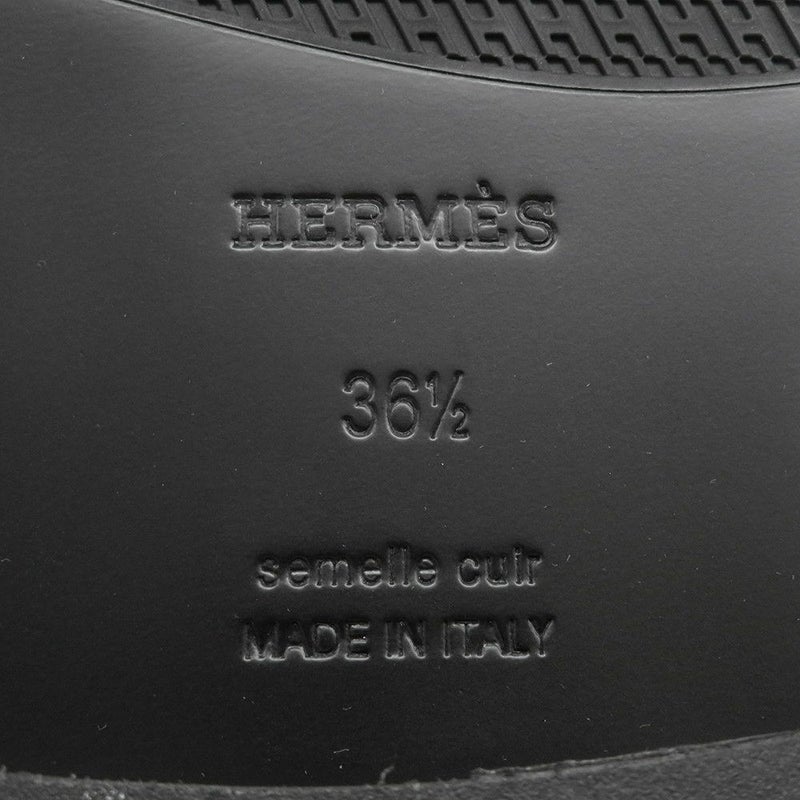 HERMÈS
36½
semelle cuir
MADE IN ITALY